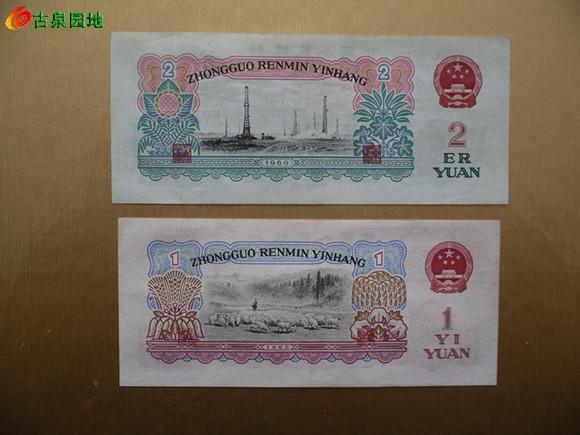 古泉园地
2 2
ZHONGGUO RENMIN YINHANG
2
ER
YUAN
1960
1 1
ZHONGGUO RENMIN YINHANG
1
YI
YUAN
1960